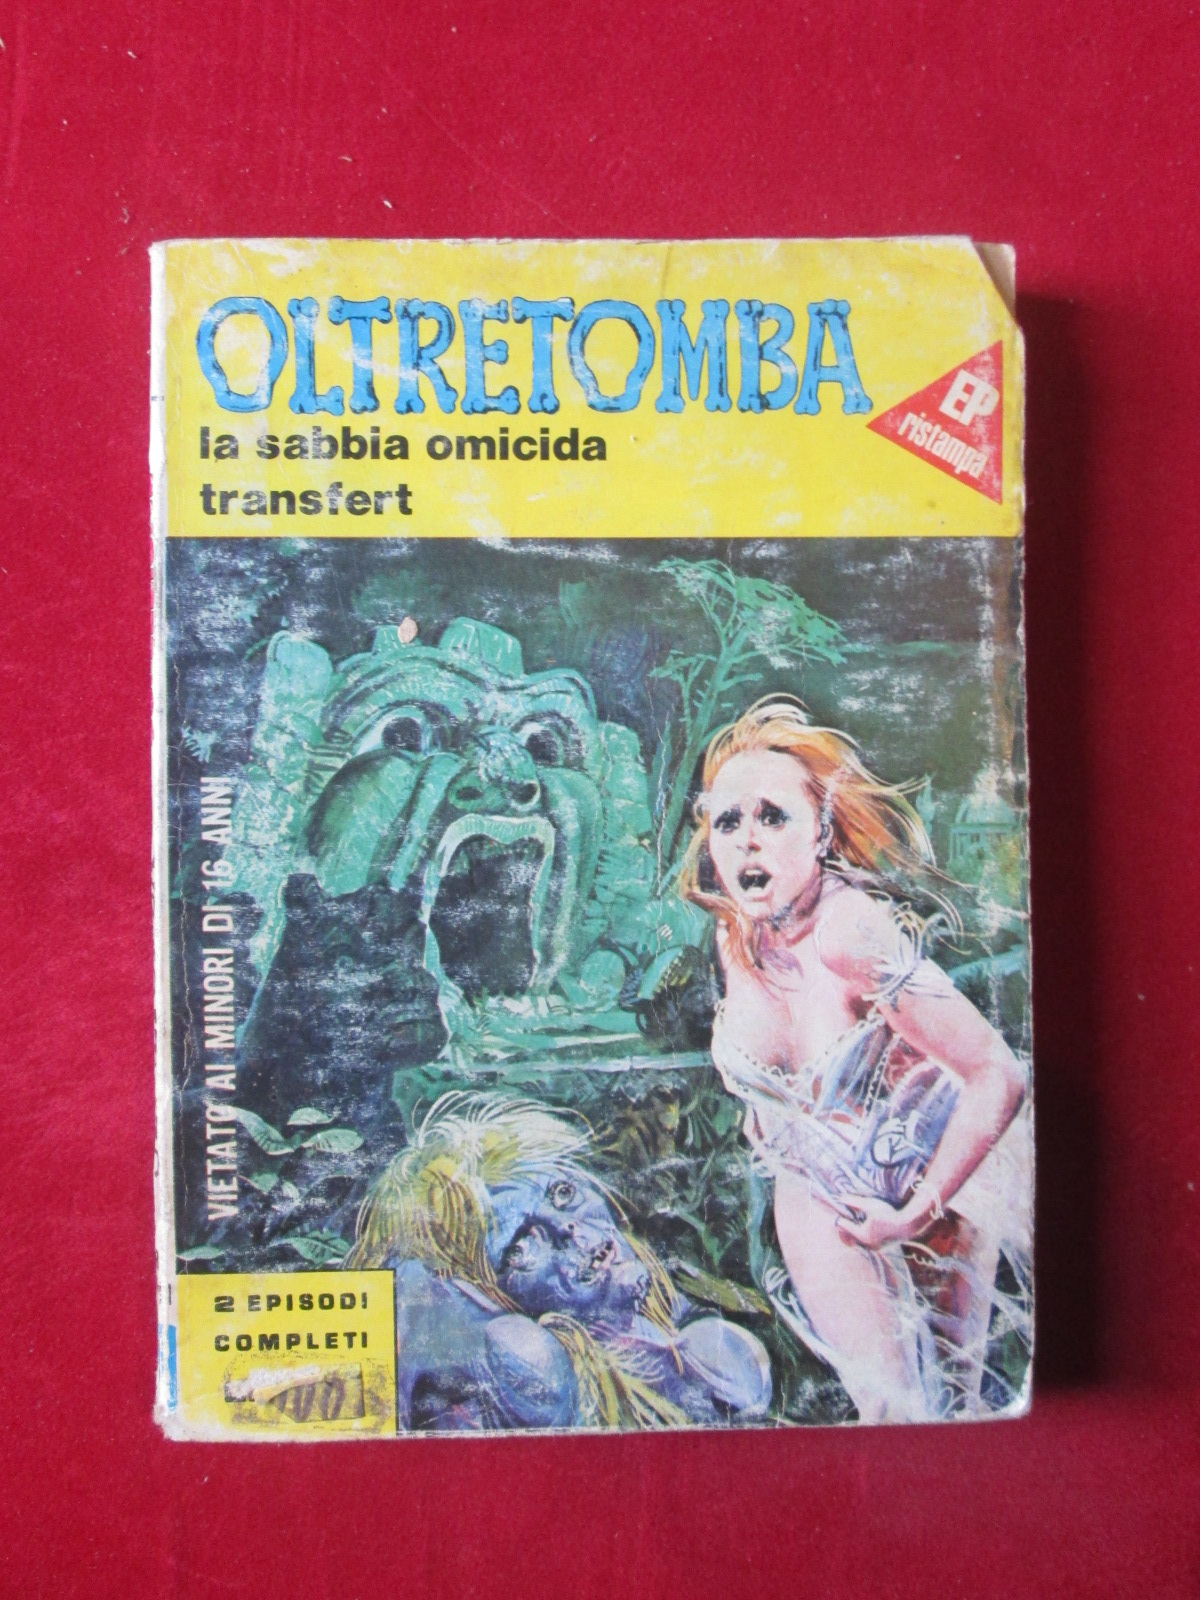 OLTRETOMBA
la sabbia omicida
transfert
EP
ristampa
VIETATO AI MINORI DI 16 ANNI
2 EPISODI
COMPLETI